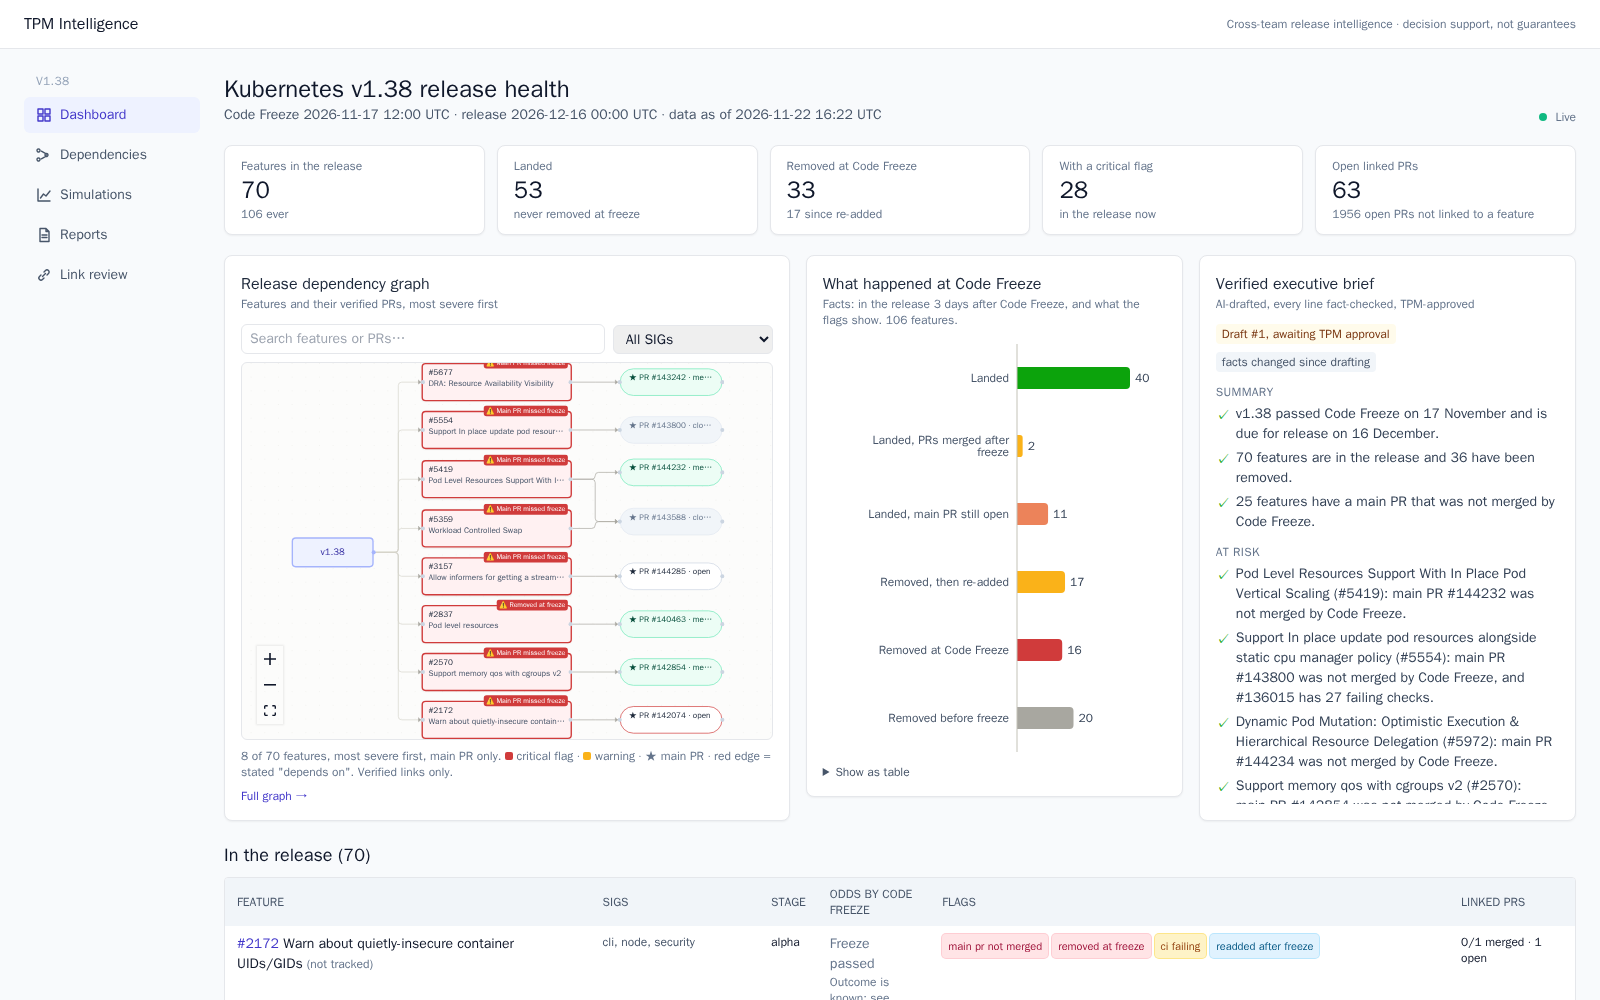 TPM Intelligence
Cross-team release intelligence · decision support, not guarantees
V1.38
Dashboard
Dependencies
Simulations
Reports
Link review
Kubernetes v1.38 release health
Code Freeze 2026-11-17 12:00 UTC · release 2026-12-16 00:00 UTC · data as of 2026-11-22 16:22 UTC
Live
Features in the release
70
106 ever
Landed
53
never removed at freeze
Removed at Code Freeze
33
17 since re-added
With a critical flag
28
in the release now
Open linked PRs
63
1956 open PRs not linked to a feature
Release dependency graph
Features and their verified PRs, most severe first
Search features or PRs···
All SIGs
v1.38
#5677
DRA: Resource Availability Visibility
★ PR #143242 · me···
⚠ Main PR missed freeze
#5554
Support In place update pod resour···
★ PR #143800 · clo···
⚠ Main PR missed freeze
#5419
Pod Level Resources Support With I···
★ PR #144232 · me···
⚠ Main PR missed freeze
#5359
Workload Controlled Swap
★ PR #143588 · clo···
⚠ Main PR missed freeze
#3157
Allow informers for getting a stream···
★ PR #144285 · open
⚠ Removed at freeze
#2837
Pod level resources
★ PR #140463 · me···
⚠ Main PR missed freeze
#2570
Support memory qos with cgroups v2
★ PR #142854 · me···
⚠ Main PR missed freeze
#2172
Warn about quietly-insecure contain···
★ PR #142074 · open
8 of 70 features, most severe first, main PR only. critical flag · warning · ★ main PR · red edge =
stated "depends on". Verified links only.
Full graph →
What happened at Code Freeze
Facts: in the release 3 days after Code Freeze, and what the
flags show. 106 features.
Landed
40
Landed, PRs merged after
freeze
2
Landed, main PR still open
11
Removed, then re-added
17
Removed at Code Freeze
16
Removed before freeze
20
▶ Show as table
Verified executive brief
AI-drafted, every line fact-checked, TPM-approved
Draft #1, awaiting TPM approval
facts changed since drafting
SUMMARY
✓ v1.38 passed Code Freeze on 17 November and is
due for release on 16 December.
✓ 70 features are in the release and 36 have been
removed.
✓ 25 features have a main PR that was not merged by
Code Freeze.
AT RISK
✓ Pod Level Resources Support With In Place Pod
Vertical Scaling (#5419): main PR #144232 was
not merged by Code Freeze.
✓ Support In place update pod resources alongside
static cpu manager policy (#5554): main PR
#143800 was not merged by Code Freeze, and
#136015 has 27 failing checks.
✓ Dynamic Pod Mutation: Optimistic Execution &
Hierarchical Resource Delegation (#5972): main PR
#144234 was not merged by Code Freeze.
✓ Support memory qos with cgroups v2 (#2570):
main PR #142854 was not merged by Code Freeze
In the release (70)
FEATURE
SIGS
STAGE
ODDS BY CODE
FREEZE
FLAGS
LINKED PRS
#2172 Warn about quietly-insecure container
UIDs/GIDs (not tracked)
cli, node, security
alpha
Freeze
passed
Outcome is
known: see
main pr not merged
removed at freeze
ci failing
readded after freeze
0/1 merged · 1
open